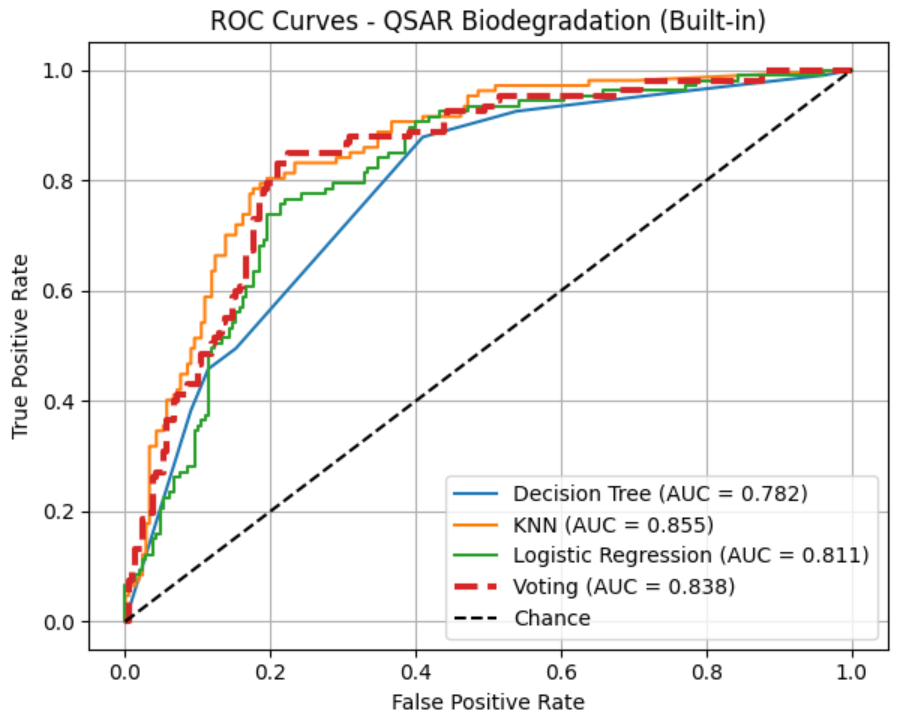 ROC Curves - QSAR Biodegradation (Built-in)
True Positive Rate
1.0
0.8
0.6
0.4
0.2
0.0
Decision Tree (AUC = 0.782)
KNN (AUC = 0.855)
Logistic Regression (AUC = 0.811)
Voting (AUC = 0.838)
Chance
0.0 0.2 0.4 0.6 0.8 1.0
False Positive Rate